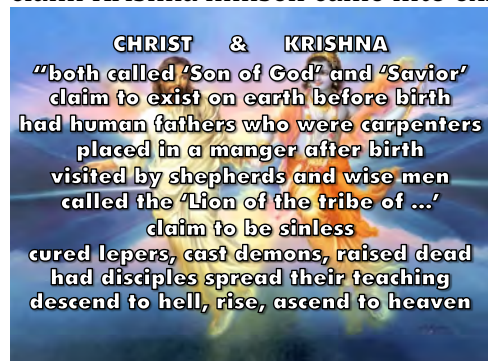 CHRIST & KRISHNA
“both called ‘Son of God’ and ‘Savior’
claim to exist on earth before birth
had human fathers who were carpenters
placed in a manger after birth
visited by shepherds and wise men
called the ‘Lion of the tribe of ...’
claim to be sinless
cured lepers, cast demons, raised dead
had disciples spread their teaching
descend to hell, rise, ascend to heaven